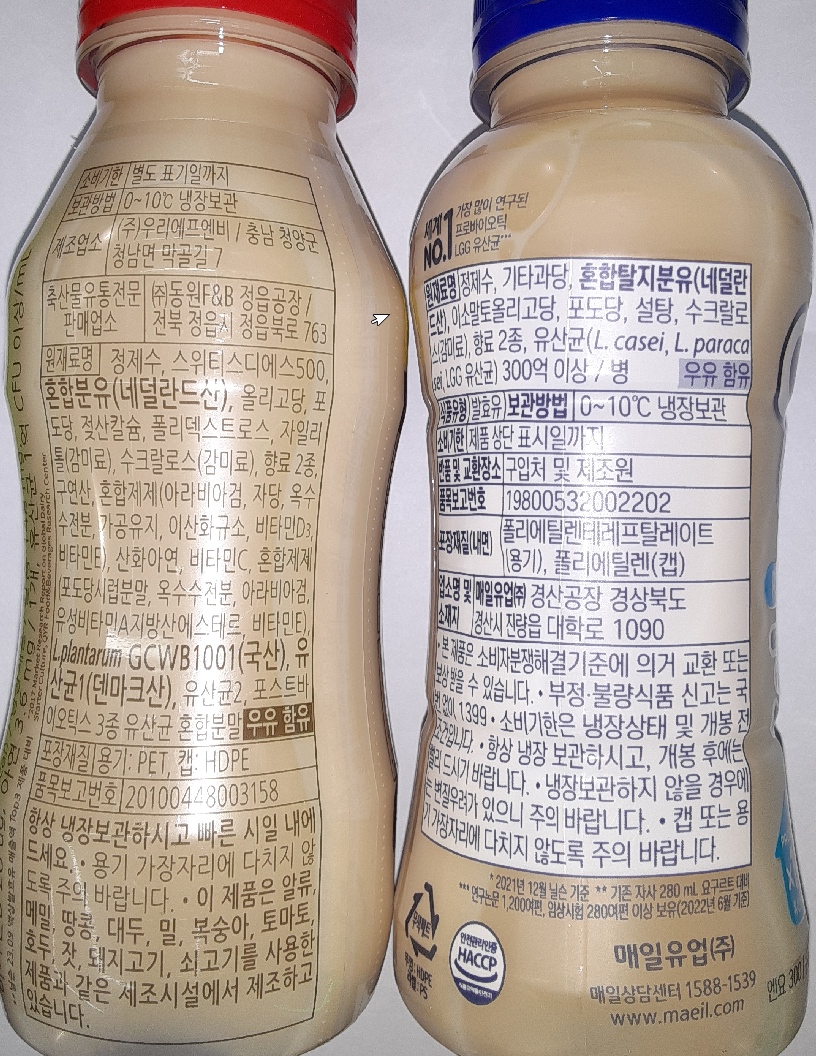 소비기한 별도 표기일까지
보관방법 0~10℃ 냉장보관
제조업소 (주)우리에프엔비 / 충남 청양군
청남면 막골길 7
축산물유통전문
판매업소
㈜동원F&B 정읍공장 /
전북 정읍시 정읍북로 763
원재료명 정제수, 스위티스디에스500,
혼합분유(네덜란드산), 올리고당, 포
도당, 젖산칼슘, 폴리덱스트로스, 자일리
톨(감미료), 수크랄로스(감미료), 향료 2종,
구연산, 혼합제제(아라비아검, 자당, 옥수
수전분, 가공유지, 이산화규소, 비타민D₃,
비타민E), 산화아연, 비타민C, 혼합제제
(포도당시럽분말, 옥수수전분, 아라비아검,
유성비타민A지방산에스테르, 비타민E),
L.plantarum GCWB1001(국산), 유
산균1(덴마크산), 유산균2, 포스트바
이오틱스 3종 유산균 혼합분말 우유 함유
포장재질 용기: PET, 캡: HDPE
품목보고번호 20100448003158
항상 냉장보관하시고 빠른 시일 내에
드세요. • 용기 가장자리에 다치지 않
도록 주의 바랍니다. • 이 제품은 알류,
메밀, 땅콩, 대두, 밀, 복숭아, 토마토,
호두, 잣, 돼지고기, 쇠고기를 사용한
제품과 같은 제조시설에서 제조하고
있습니다.
세계
NO.1
가장 많이 연구된
프로바이오틱
LGG 유산균***
원재료명 정제수, 기타과당, 혼합탈지분유(네덜란
드산), 이소말토올리고당, 포도당, 설탕, 수크랄로
스(감미료), 향료 2종, 유산균(L. casei, L. paraca
sei, LGG 유산균) 300억 이상 / 병 우유 함유
식품유형 발효유 보관방법 0~10℃ 냉장보관
소비기한 제품 상단 표시일까지
반품 및 교환장소 구입처 및 제조원
품목보고번호 19800532002202
포장재질(내면) 폴리에틸렌테레프탈레이트
(용기), 폴리에틸렌(캡)
업소명 및
소재지
매일유업㈜ 경산공장 경상북도
경산시 진량읍 대학로 1090
• 본 제품은 소비자분쟁해결기준에 의거 교환 또는
보상 받을 수 있습니다. • 부정·불량식품 신고는 국
번 없이 1399 • 소비기한은 냉장상태 및 개봉 전
조건입니다. • 항상 냉장 보관하시고, 개봉 후에는
빨리 드시기 바랍니다. • 냉장보관하지 않을 경우에
는 변질우려가 있으니 주의 바랍니다. • 캡 또는 용
기 가장자리에 다치지 않도록 주의 바랍니다.
* 2021년 12월 닐슨 기준 ** 기존 자사 280 mL 요구르트 대비
*** 연구논문 1,200여편, 임상시험 280여편 이상 보유(2022년 6월 기준)
안전관리인증
HACCP
매일유업(주)
매일상담센터 1588-1539
www.maeil.com